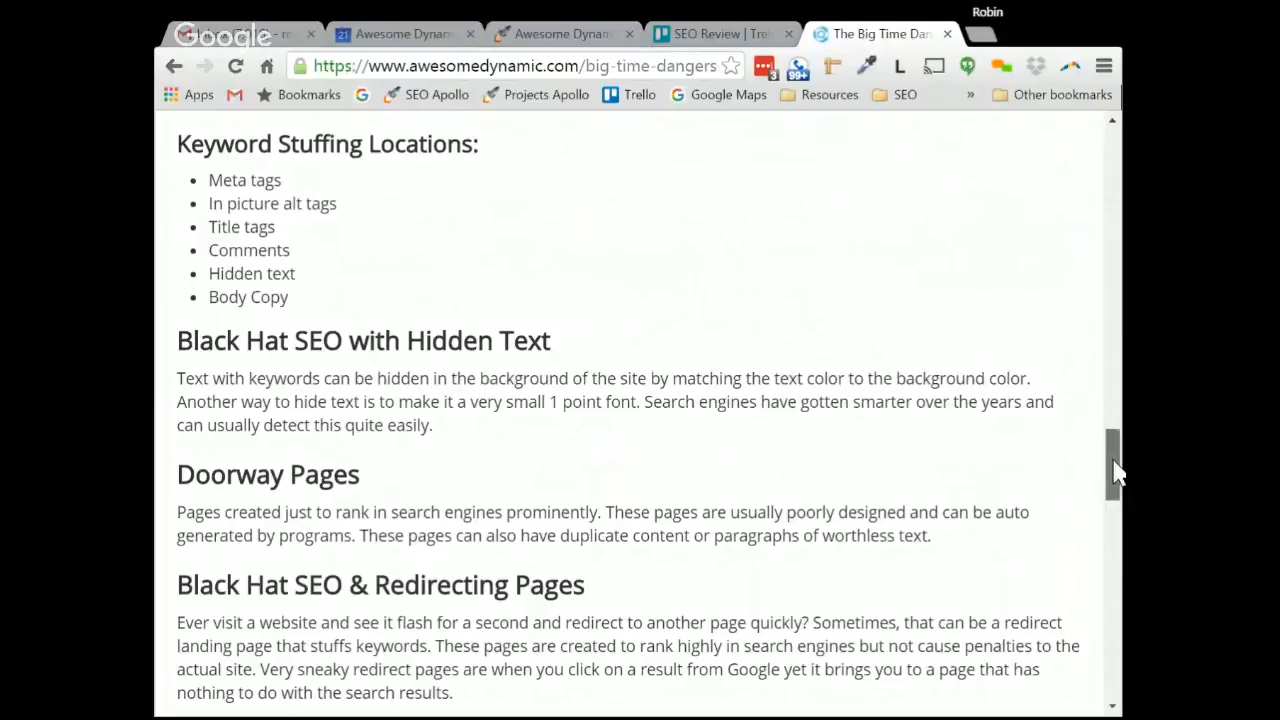 Robin
Google
Awesome Dynam
Awesome Dynam
SEO Review | Trel
The Big Time Dan
https://www.awesomedynamic.com/big-time-dangers
3
99+
L
Apps
Bookmarks
SEO Apollo
Projects Apollo
Trello
Google Maps
Resources
SEO
»
Other bookmarks
Keyword Stuffing Locations:
• Meta tags
• In picture alt tags
• Title tags
• Comments
• Hidden text
• Body Copy
Black Hat SEO with Hidden Text
Text with keywords can be hidden in the background of the site by matching the text color to the background color.
Another way to hide text is to make it a very small 1 point font. Search engines have gotten smarter over the years and
can usually detect this quite easily.
Doorway Pages
Pages created just to rank in search engines prominently. These pages are usually poorly designed and can be auto
generated by programs. These pages can also have duplicate content or paragraphs of worthless text.
Black Hat SEO & Redirecting Pages
Ever visit a website and see it flash for a second and redirect to another page quickly? Sometimes, that can be a redirect
landing page that stuffs keywords. These pages are created to rank highly in search engines but not cause penalties to the
actual site. Very sneaky redirect pages are when you click on a result from Google yet it brings you to a page that has
nothing to do with the search results.